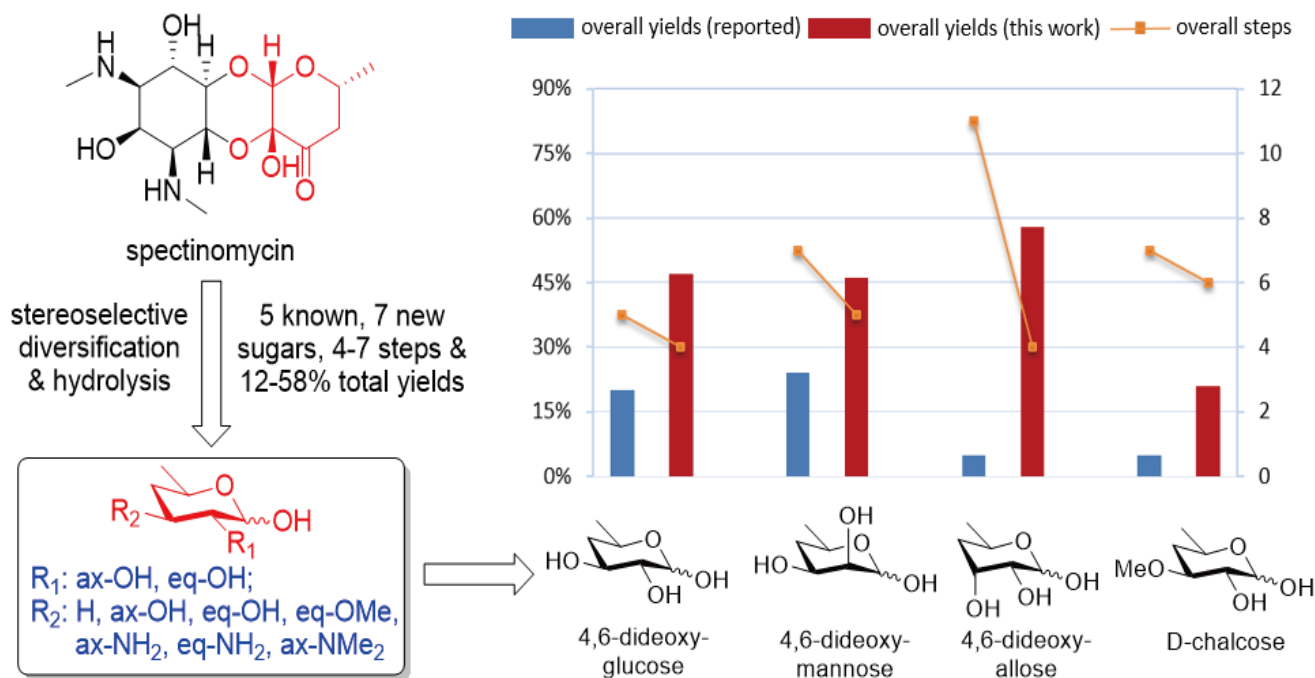 overall yields (reported) overall yields (this work) overall steps
OH
H
H
H
N
O
O
HO
O
OH
H
HN
O
spectinomycin
stereoselective
diversification
& hydrolysis
5 known, 7 new
sugars, 4-7 steps &
12-58% total yields
O
R₂
OH
R₁
R₁: ax-OH, eq-OH;
R₂: H, ax-OH, eq-OH, eq-OMe,
ax-NH₂, eq-NH₂, ax-NMe₂
90%
75%
60%
45%
30%
15%
0%
12
10
8
6
4
2
0
O
HO
OH
OH
4,6-dideoxy-
glucose
OH
O
HO
OH
4,6-dideoxy-
mannose
O
OH
OH
OH
4,6-dideoxy-
allose
O
MeO
OH
OH
D-chalcose